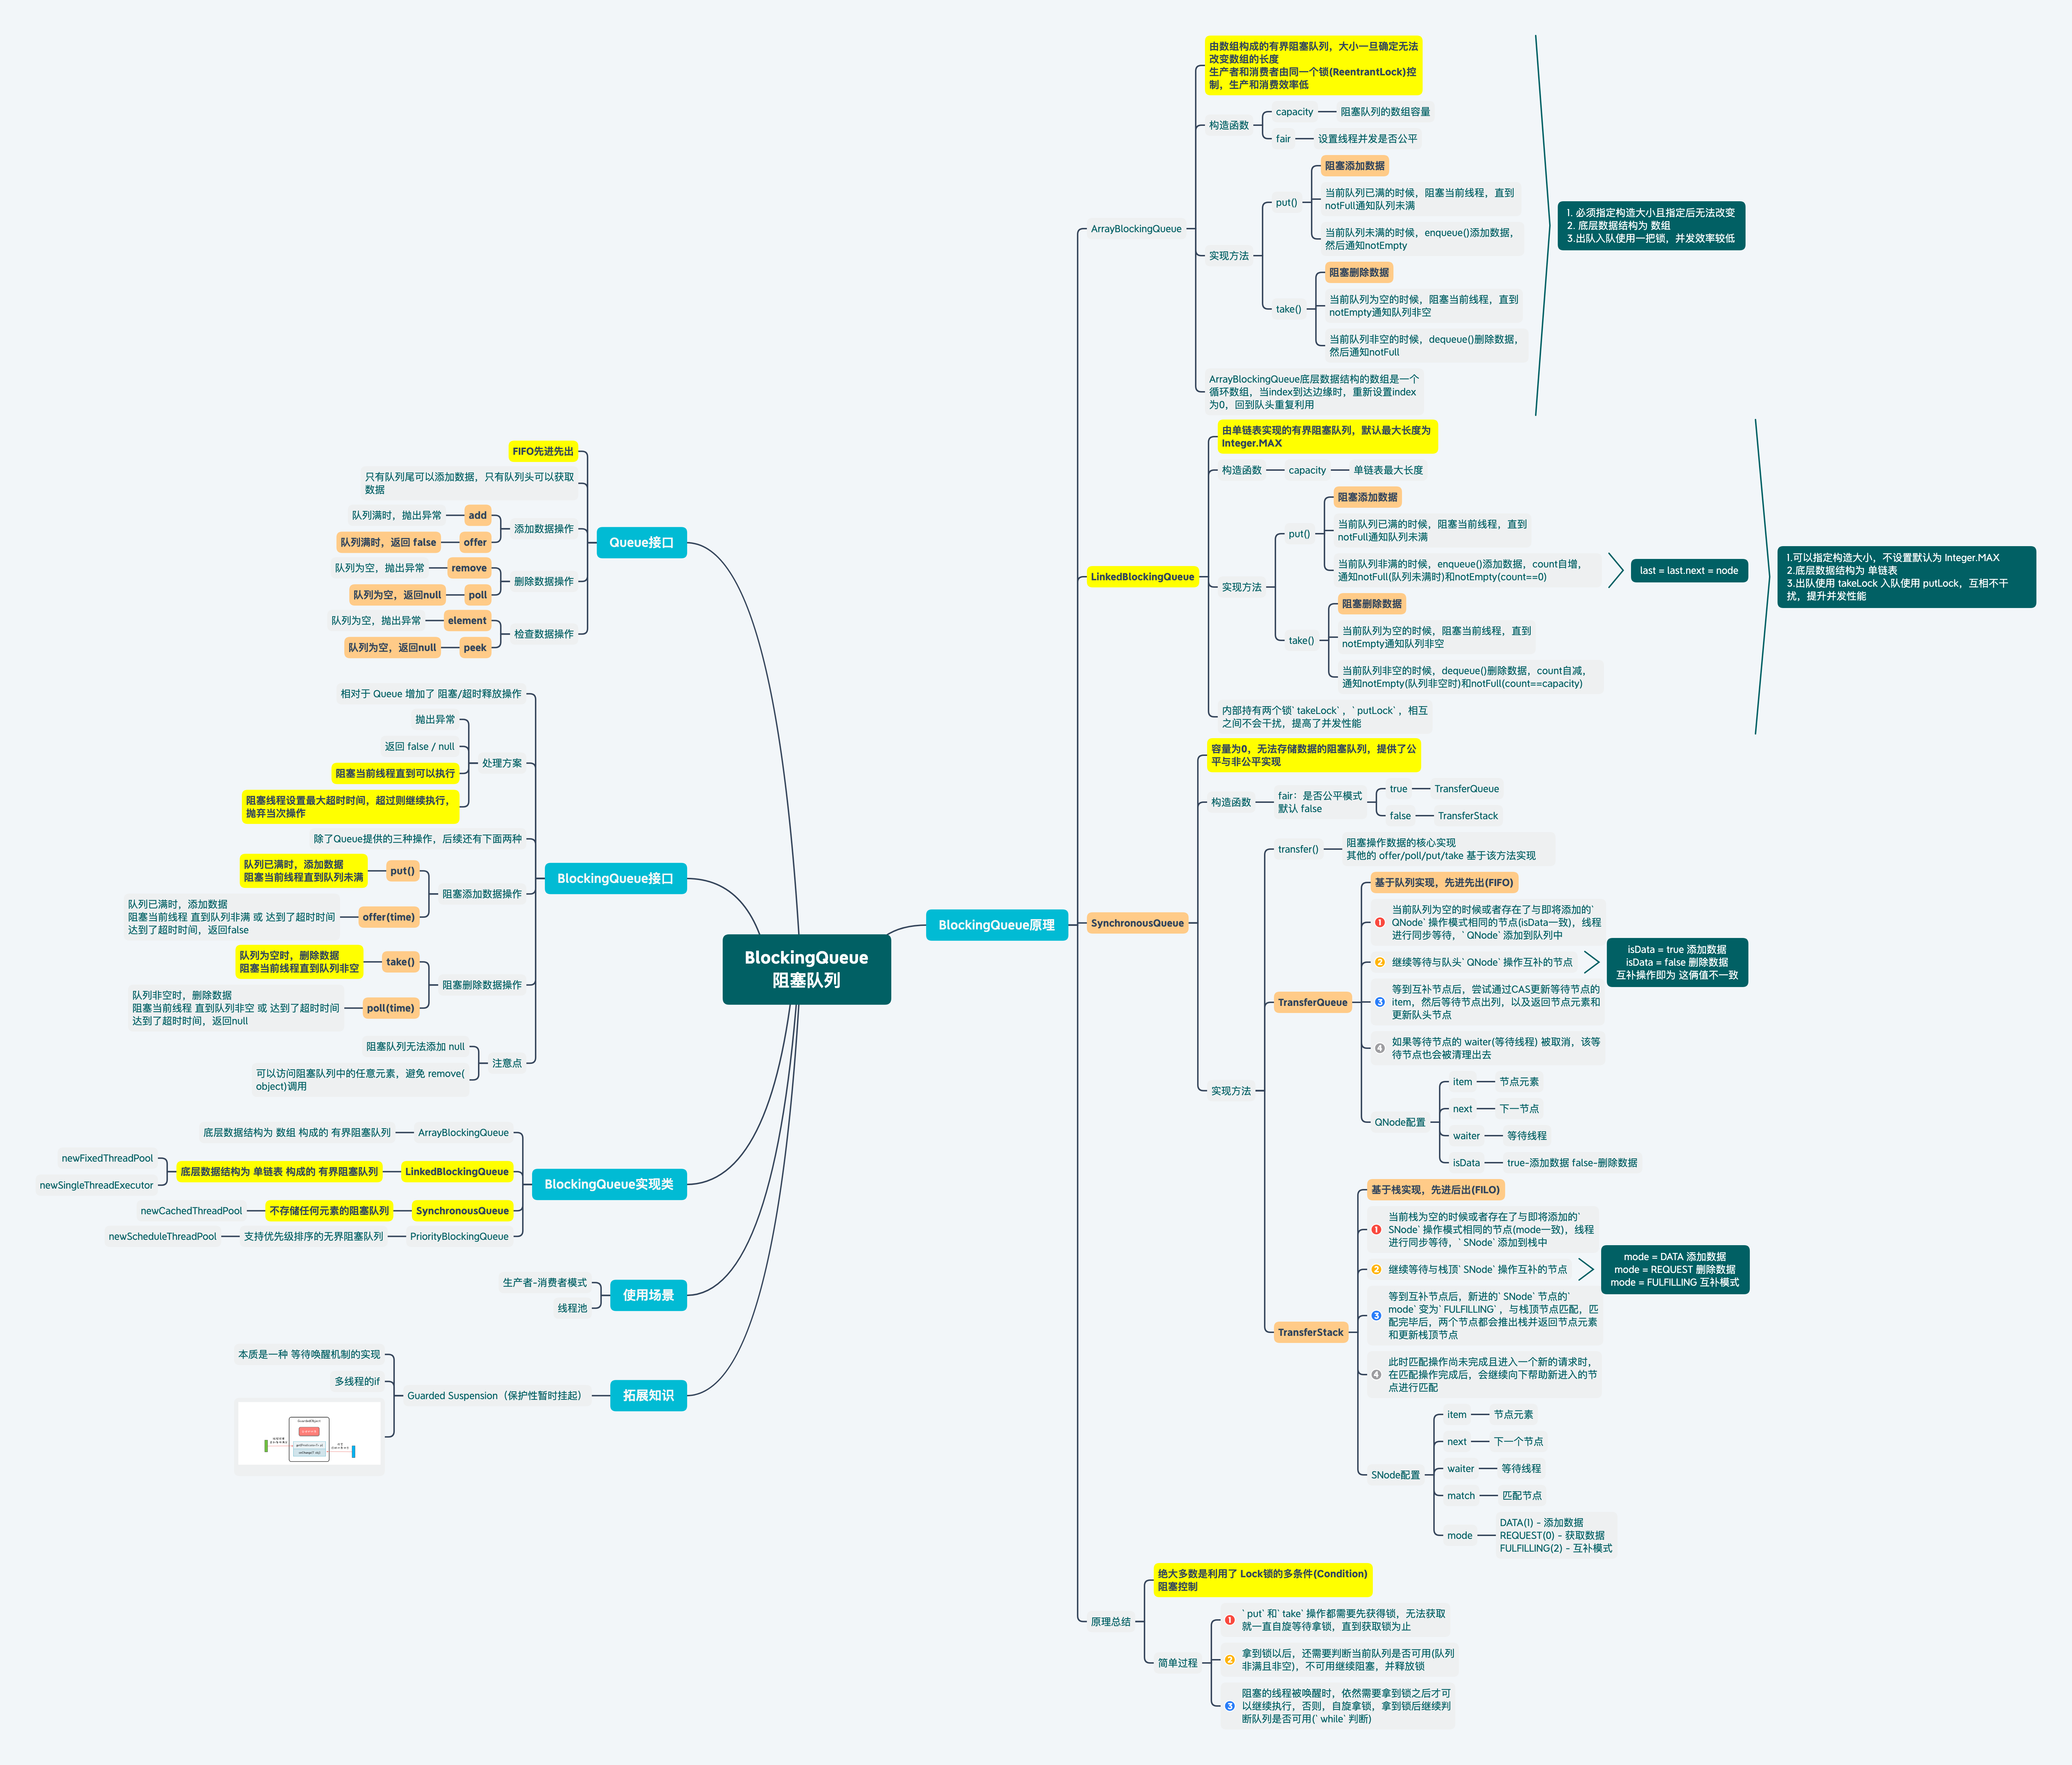 BlockingQueue
阻塞队列
Queue接口
FIFO先进先出
只有队列尾可以添加数据，只有队列头可以获取
数据
添加数据操作
add
队列满时，抛出异常
offer
队列满时，返回 false
删除数据操作
remove
队列为空，抛出异常
poll
队列为空，返回null
检查数据操作
element
队列为空，抛出异常
peek
队列为空，返回null
BlockingQueue接口
相对于 Queue 增加了 阻塞/超时释放操作
处理方案
抛出异常
返回 false / null
阻塞当前线程直到可以执行
阻塞线程设置最大超时时间，超过则继续执行，
抛弃当次操作
除了Queue提供的三种操作，后续还有下面两种
阻塞添加数据操作
put()
队列已满时，添加数据
阻塞当前线程直到队列未满
offer(time)
队列已满时，添加数据
阻塞当前线程 直到队列非满 或 达到了超时时间
达到了超时时间，返回false
阻塞删除数据操作
take()
队列为空时，删除数据
阻塞当前线程直到队列非空
poll(time)
队列非空时，删除数据
阻塞当前线程 直到队列非空 或 达到了超时时间
达到了超时时间，返回null
注意点
阻塞队列无法添加 null
可以访问阻塞队列中的任意元素，避免 remove(
object)调用
BlockingQueue实现类
ArrayBlockingQueue
底层数据结构为 数组 构成的 有界阻塞队列
LinkedBlockingQueue
底层数据结构为 单链表 构成的 有界阻塞队列
newFixedThreadPool
newSingleThreadExecutor
SynchronousQueue
不存储任何元素的阻塞队列
newCachedThreadPool
PriorityBlockingQueue
支持优先级排序的无界阻塞队列
newScheduleThreadPool
使用场景
生产者-消费者模式
线程池
拓展知识
Guarded Suspension（保护性暂时挂起）
本质是一种 等待唤醒机制的实现
多线程的if
BlockingQueue原理
ArrayBlockingQueue
由数组构成的有界阻塞队列，大小一旦确定无法
改变数组的长度
生产者和消费者由同一个锁(ReentrantLock)控
制，生产和消费效率低
构造函数
capacity
阻塞队列的数组容量
fair
设置线程并发是否公平
实现方法
put()
阻塞添加数据
当前队列已满的时候，阻塞当前线程，直到
notFull通知队列未满
当前队列未满的时候，enqueue()添加数据，
然后通知notEmpty
take()
阻塞删除数据
当前队列为空的时候，阻塞当前线程，直到
notEmpty通知队列非空
当前队列非空的时候，dequeue()删除数据，
然后通知notFull
ArrayBlockingQueue底层数据结构的数组是一个
循环数组，当index到达边缘时，重新设置index
为0，回到队头重复利用
1. 必须指定构造大小且指定后无法改变
2. 底层数据结构为 数组
3.出队入队使用一把锁，并发效率较低
LinkedBlockingQueue
由单链表实现的有界阻塞队列，默认最大长度为
Integer.MAX
构造函数
capacity
单链表最大长度
实现方法
put()
阻塞添加数据
当前队列已满的时候，阻塞当前线程，直到
notFull通知队列未满
当前队列非满的时候，enqueue()添加数据，count自增，
通知notFull(队列未满时)和notEmpty(count==0)
last = last.next = node
take()
阻塞删除数据
当前队列为空的时候，阻塞当前线程，直到
notEmpty通知队列非空
当前队列非空的时候，dequeue()删除数据，count自减，
通知notEmpty(队列非空时)和notFull(count==capacity)
内部持有两个锁`takeLock`，`putLock`，相互
之间不会干扰，提高了并发性能
1.可以指定构造大小，不设置默认为 Integer.MAX
2.底层数据结构为 单链表
3.出队使用 takeLock 入队使用 putLock，互相不干
扰，提升并发性能
SynchronousQueue
容量为0，无法存储数据的阻塞队列，提供了公
平与非公平实现
构造函数
fair：是否公平模式
默认 false
true
TransferQueue
false
TransferStack
实现方法
transfer()
阻塞操作数据的核心实现
其他的 offer/poll/put/take 基于该方法实现
TransferQueue
基于队列实现，先进先出(FIFO)
1 当前队列为空的时候或者存在了与即将添加的`
QNode`操作模式相同的节点(isData一致)，线程
进行同步等待，`QNode`添加到队列中
2 继续等待与队头`QNode`操作互补的节点
isData = true 添加数据
isData = false 删除数据
互补操作即为 这俩值不一致
3 等到互补节点后，尝试通过CAS更新等待节点的
item，然后等待节点出列，以及返回节点元素和
更新队头节点
4 如果等待节点的 waiter(等待线程) 被取消，该等
待节点也会被清理出去
QNode配置
item
节点元素
next
下一节点
waiter
等待线程
isData
true-添加数据 false-删除数据
TransferStack
基于栈实现，先进后出(FILO)
1 当前栈为空的时候或者存在了与即将添加的`
SNode`操作模式相同的节点(mode一致)，线程
进行同步等待，`SNode`添加到栈中
2 继续等待与栈顶`SNode`操作互补的节点
mode = DATA 添加数据
mode = REQUEST 删除数据
mode = FULFILLING 互补模式
3 等到互补节点后，新进的`SNode`节点的`
mode`变为`FULFILLING`，与栈顶节点匹配，匹
配完毕后，两个节点都会推出栈并返回节点元素
和更新栈顶节点
4 此时匹配操作尚未完成且进入一个新的请求时，
在匹配操作完成后，会继续向下帮助新进入的节
点进行匹配
SNode配置
item
节点元素
next
下一个节点
waiter
等待线程
match
匹配节点
mode
DATA(1) - 添加数据
REQUEST(0) - 获取数据
FULFILLING(2) - 互补模式
原理总结
绝大多数是利用了 Lock锁的多条件(Condition)
阻塞控制
简单过程
1 `put`和`take`操作都需要先获得锁，无法获取
就一直自旋等待拿锁，直到获取锁为止
2 拿到锁以后，还需要判断当前队列是否可用(队列
非满且非空)，不可用继续阻塞，并释放锁
3 阻塞的线程被唤醒时，依然需要拿到锁之后才可
以继续执行，否则，自旋拿锁，拿到锁后继续判
断队列是否可用(`while`判断)